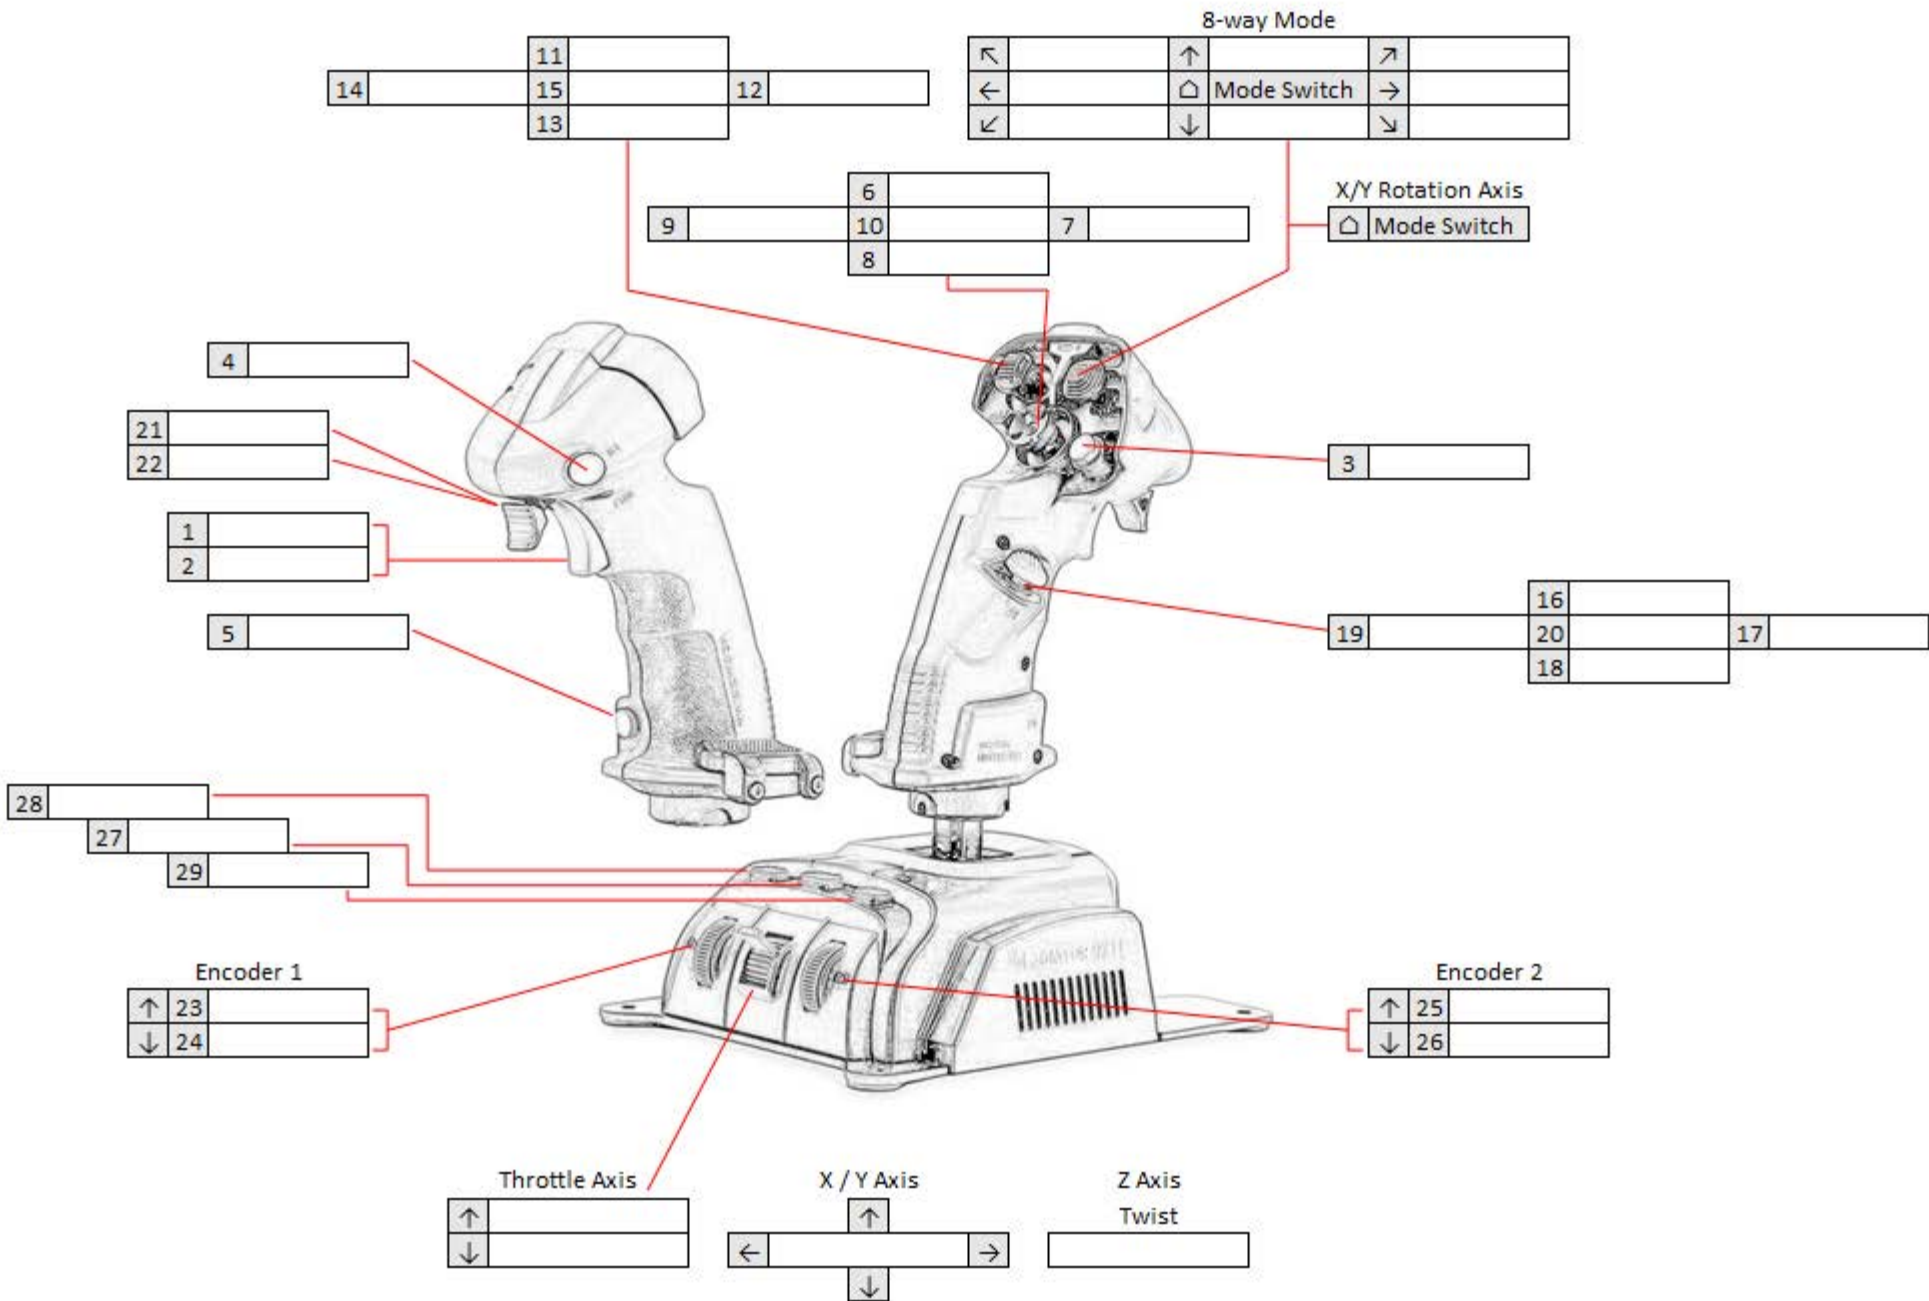 8-way Mode
11
↖ ↑ ↗
14 15 12
← ⌂ Mode Switch →
13
↙ ↓ ↘
6
X/Y Rotation Axis
9 10 7
⌂ Mode Switch
8
4
21
22
3
1
2
16
5
19 20 17
18
28
27
29
Encoder 1
Encoder 2
↑ 23
↑ 25
↓ 24
↓ 26
Throttle Axis
X / Y Axis
Z Axis
↑
↑
Twist
↓
← →
↓